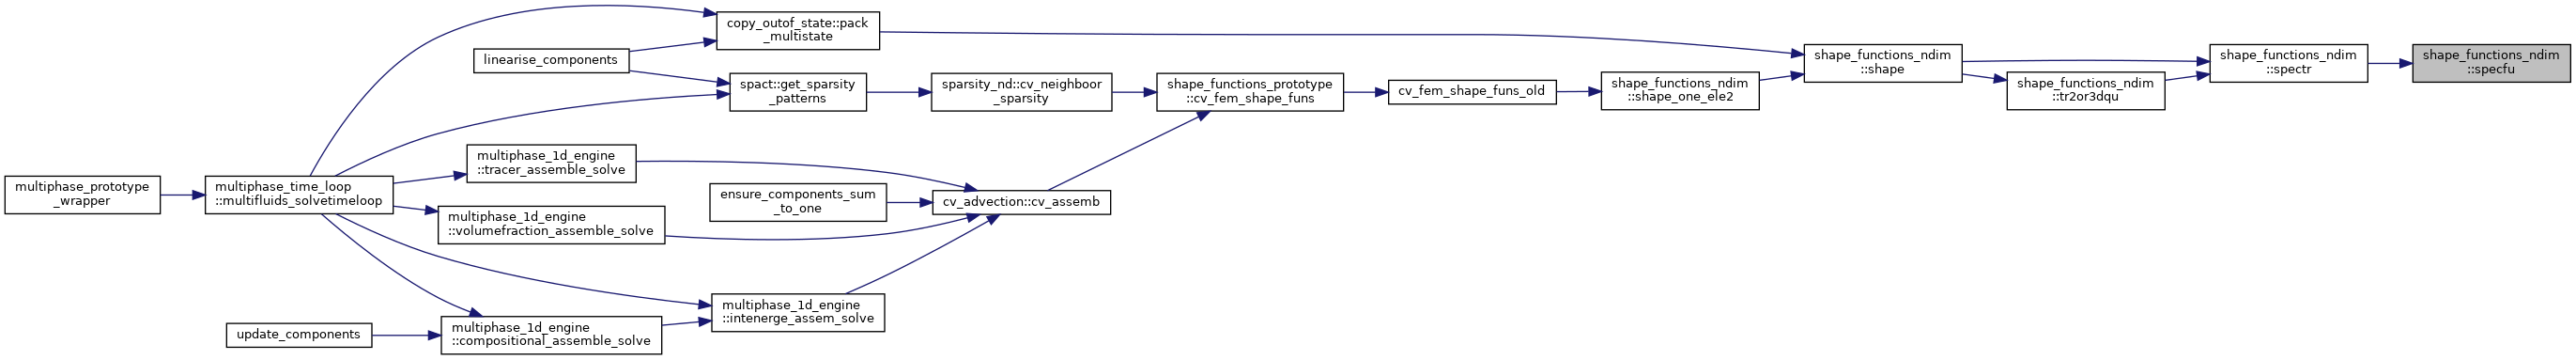 copy_outof_state::pack
_multistate
linearise_components
shape_functions_ndim
::shape
shape_functions_ndim
::spectr
shape_functions_ndim
::specfu
spact::get_sparsity
_patterns
sparsity_nd::cv_neighboor
_sparsity
shape_functions_prototype
::cv_fem_shape_funs
cv_fem_shape_funs_old
shape_functions_ndim
::shape_one_ele2
shape_functions_ndim
::tr2or3dqu
multiphase_1d_engine
::tracer_assemble_solve
multiphase_prototype
_wrapper
multiphase_time_loop
::multifluids_solvetimeloop
ensure_components_sum
_to_one
cv_advection::cv_assemb
multiphase_1d_engine
::volumefraction_assemble_solve
multiphase_1d_engine
::intenerge_assem_solve
update_components
multiphase_1d_engine
::compositional_assemble_solve